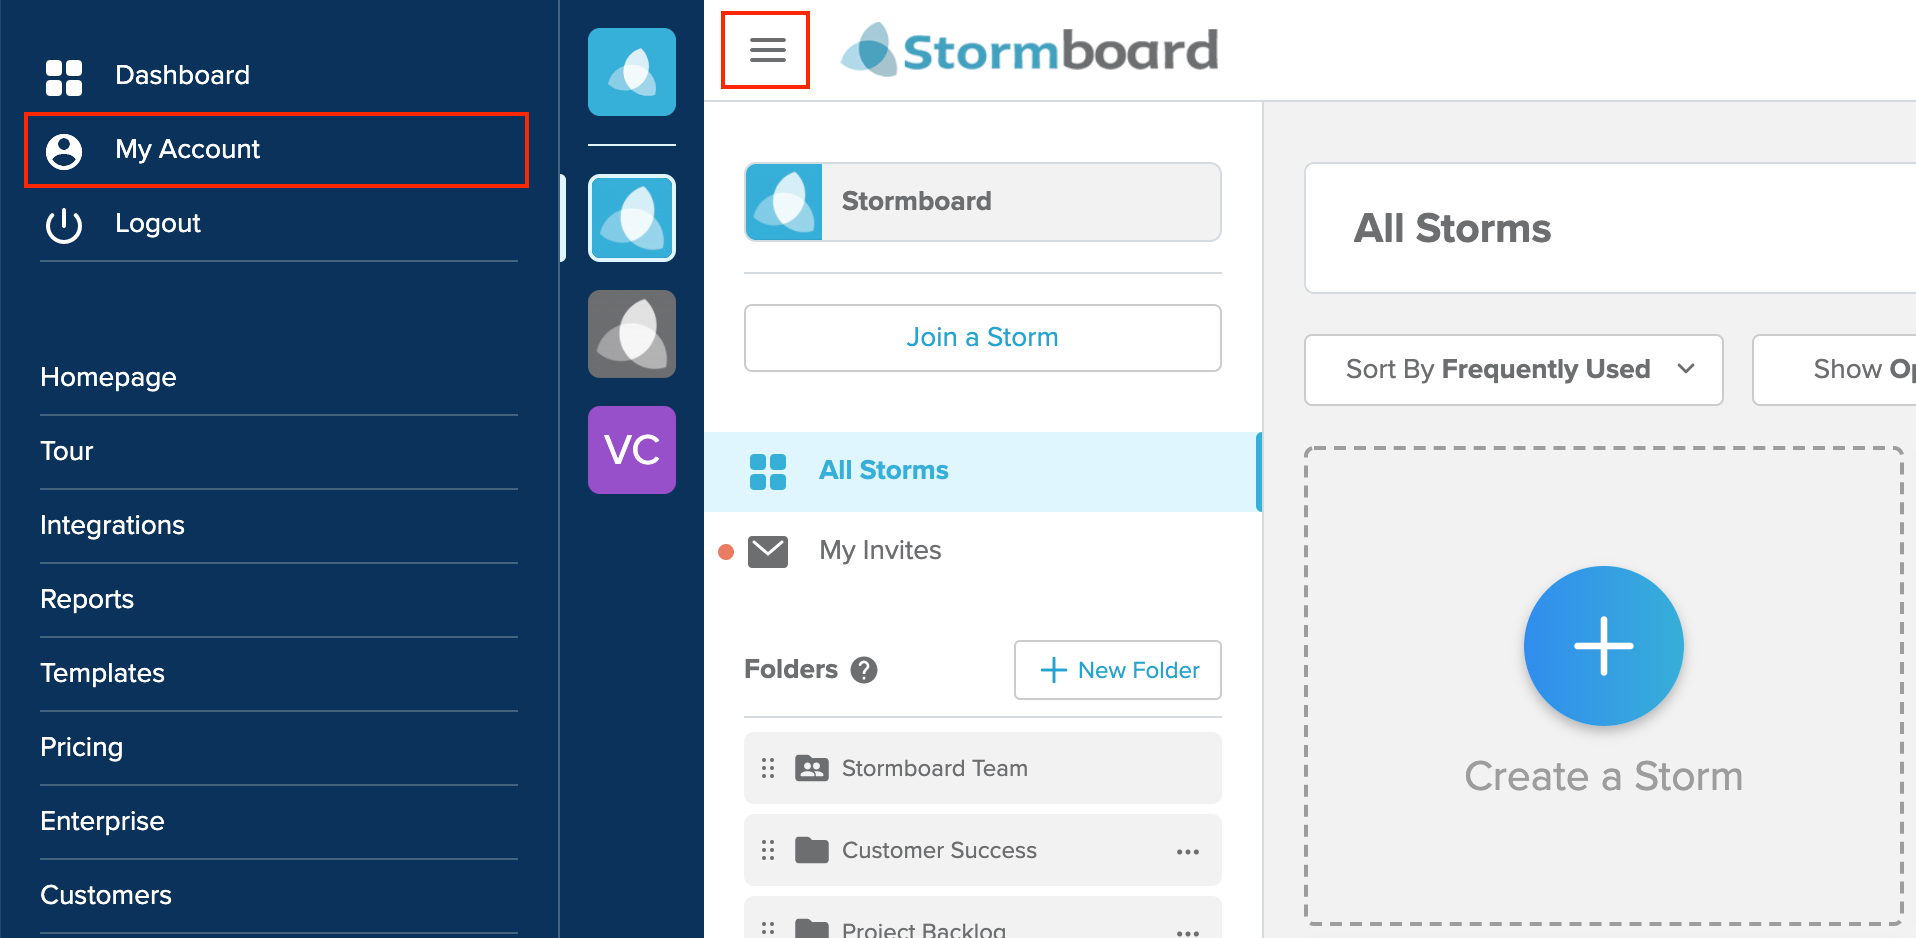 Dashboard
My Account
Logout
Homepage
Tour
Integrations
Reports
Templates
Pricing
Enterprise
Customers
VC
Stormboard
Stormboard
Join a Storm
All Storms
My Invites
Folders ?
New Folder
Stormboard Team
Customer Success
Project Backlog
All Storms
Sort By Frequently Used
Show Op
Create a Storm